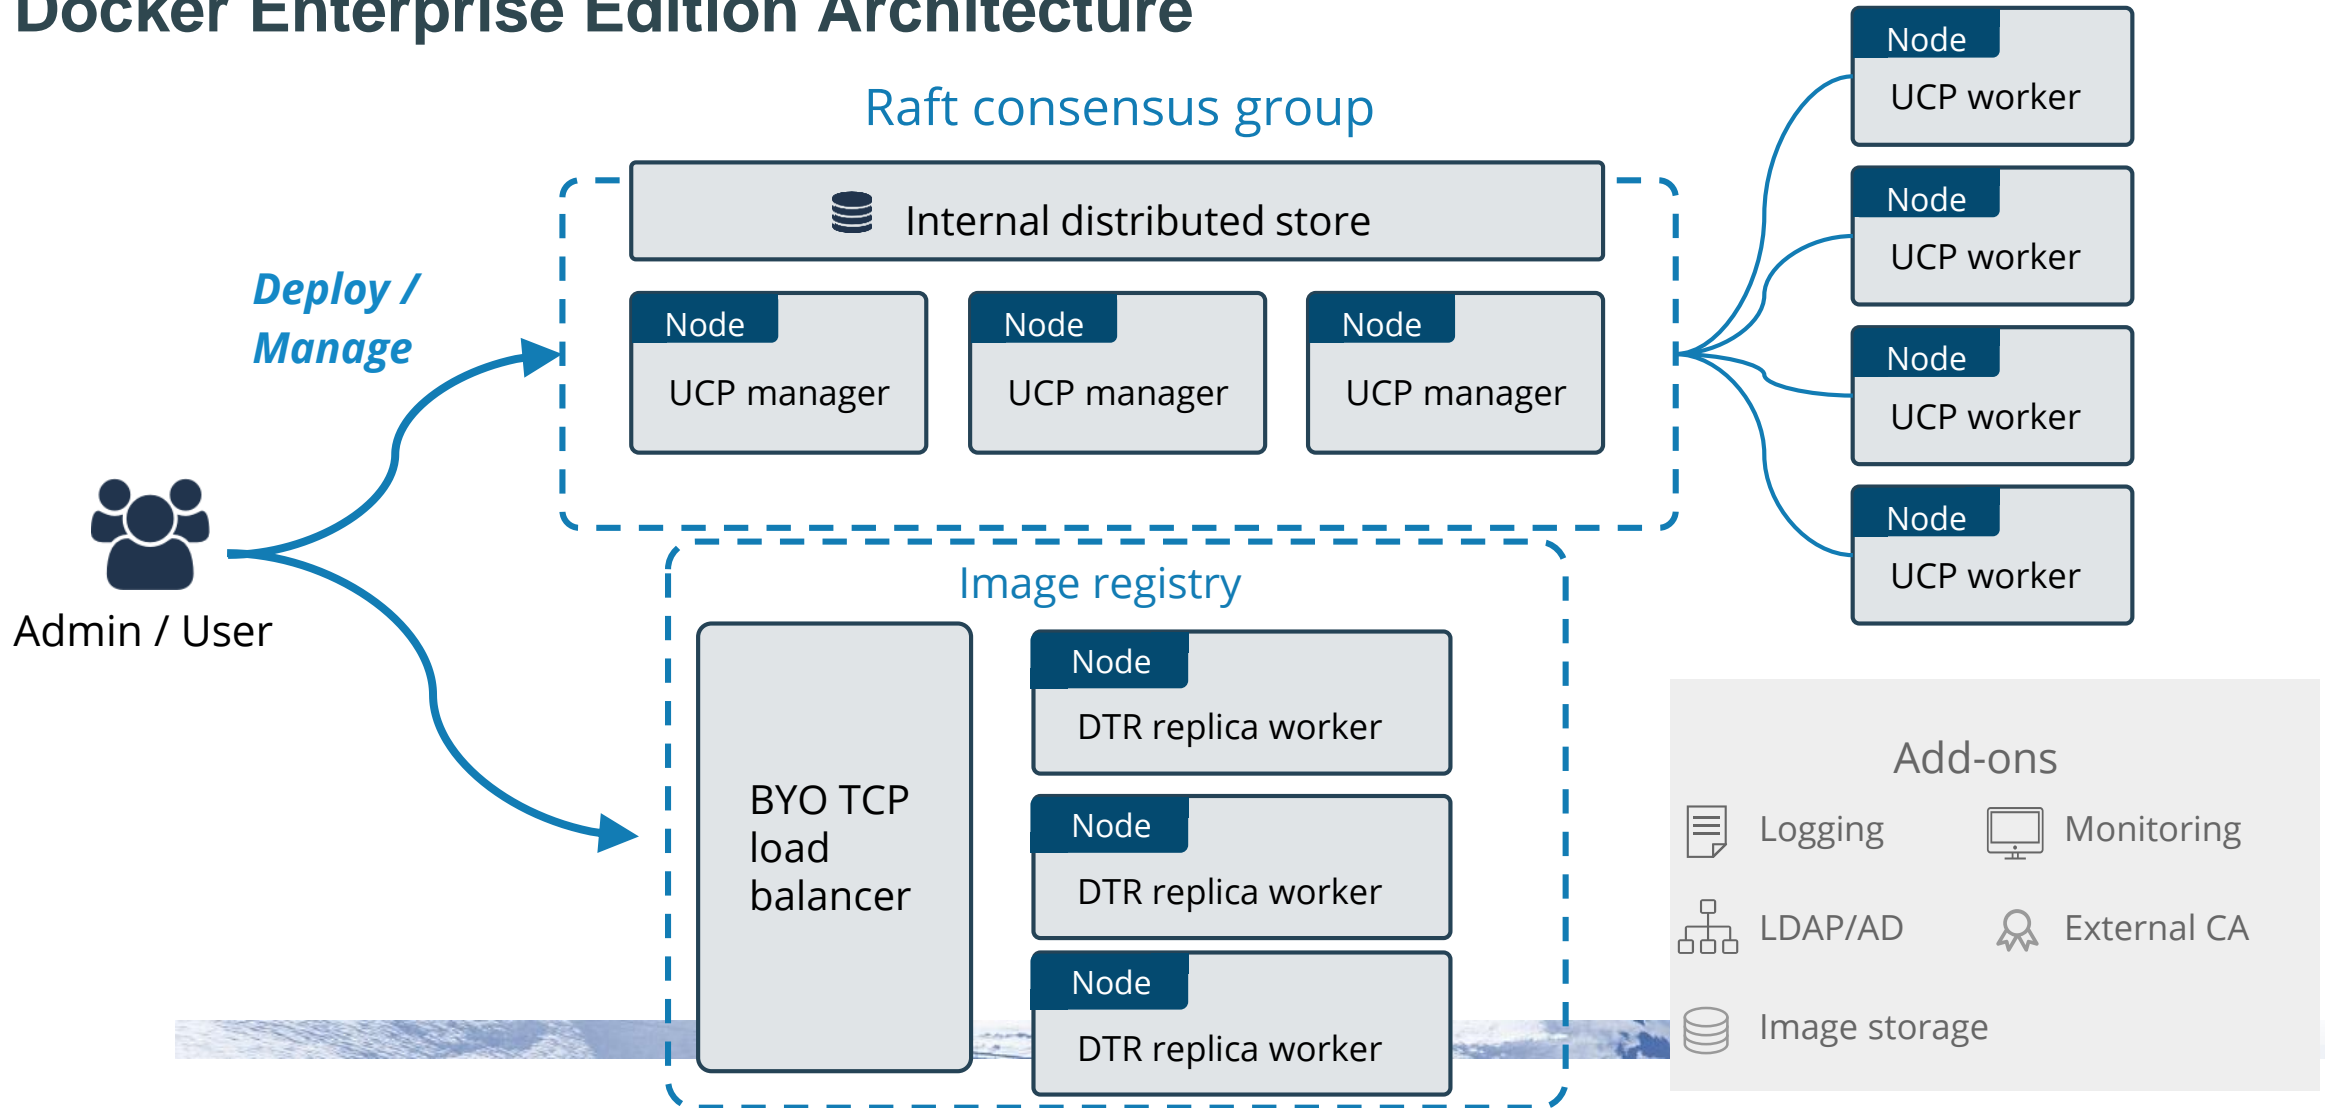 Docker Enterprise Edition Architecture
Raft consensus group
Internal distributed store
Deploy /
Manage
Node
UCP manager
Node
UCP manager
Node
UCP manager
Node
UCP worker
Node
UCP worker
Node
UCP worker
Node
UCP worker
Admin / User
Image registry
BYO TCP
load
balancer
Node
DTR replica worker
Node
DTR replica worker
Node
DTR replica worker
Add-ons
Logging
Monitoring
LDAP/AD
External CA
Image storage